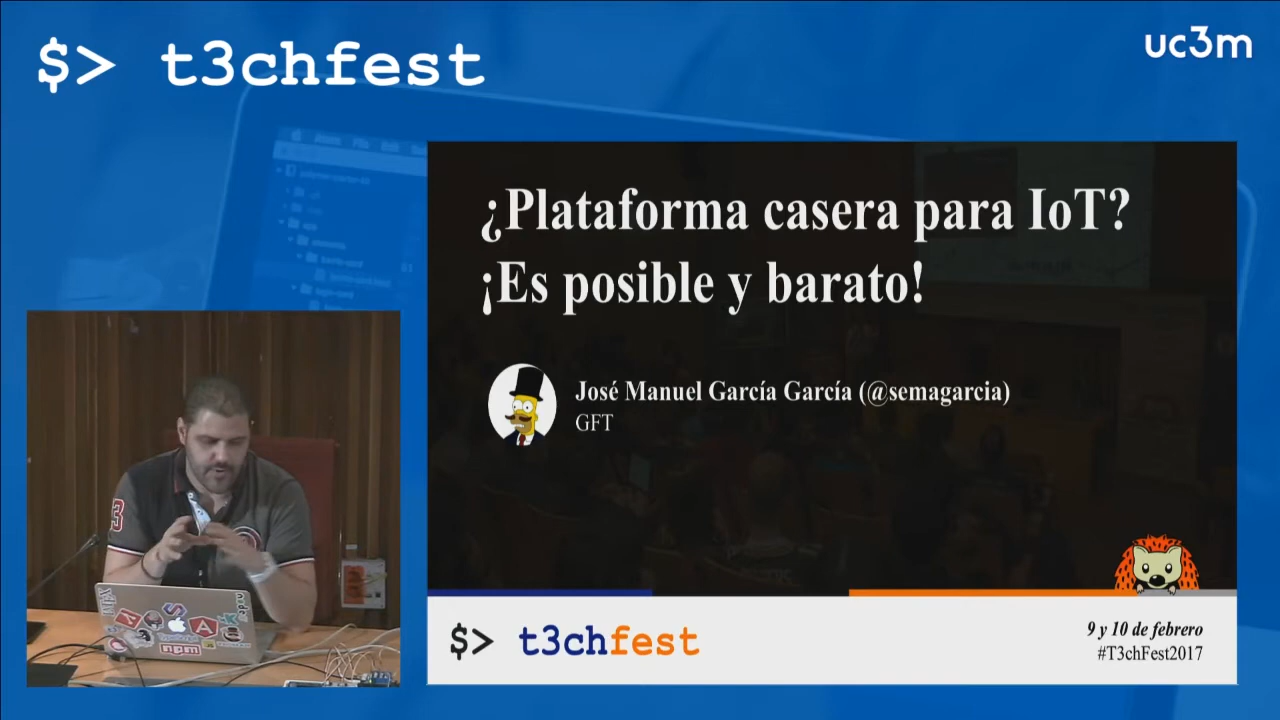 $> t3chfest
uc3m
¿Plataforma casera para IoT?
¡Es posible y barato!
José Manuel García García (@semagarcia)
GFT
$> t3chfest
9 y 10 de febrero
#T3chFest2017
3
npm